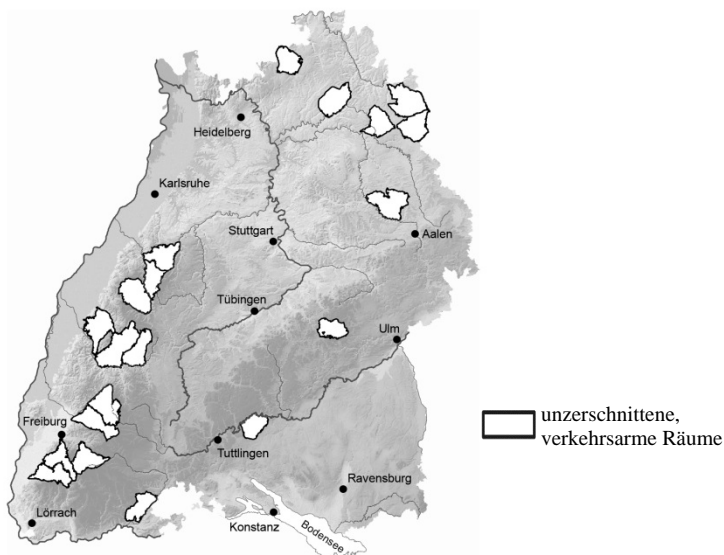 Heidelberg
Karlsruhe
Stuttgart
Aalen
Tübingen
Ulm
Freiburg
Tuttlingen
Ravensburg
Lörrach
Konstanz
Bodensee
unzerschnittene,
verkehrsarme Räume